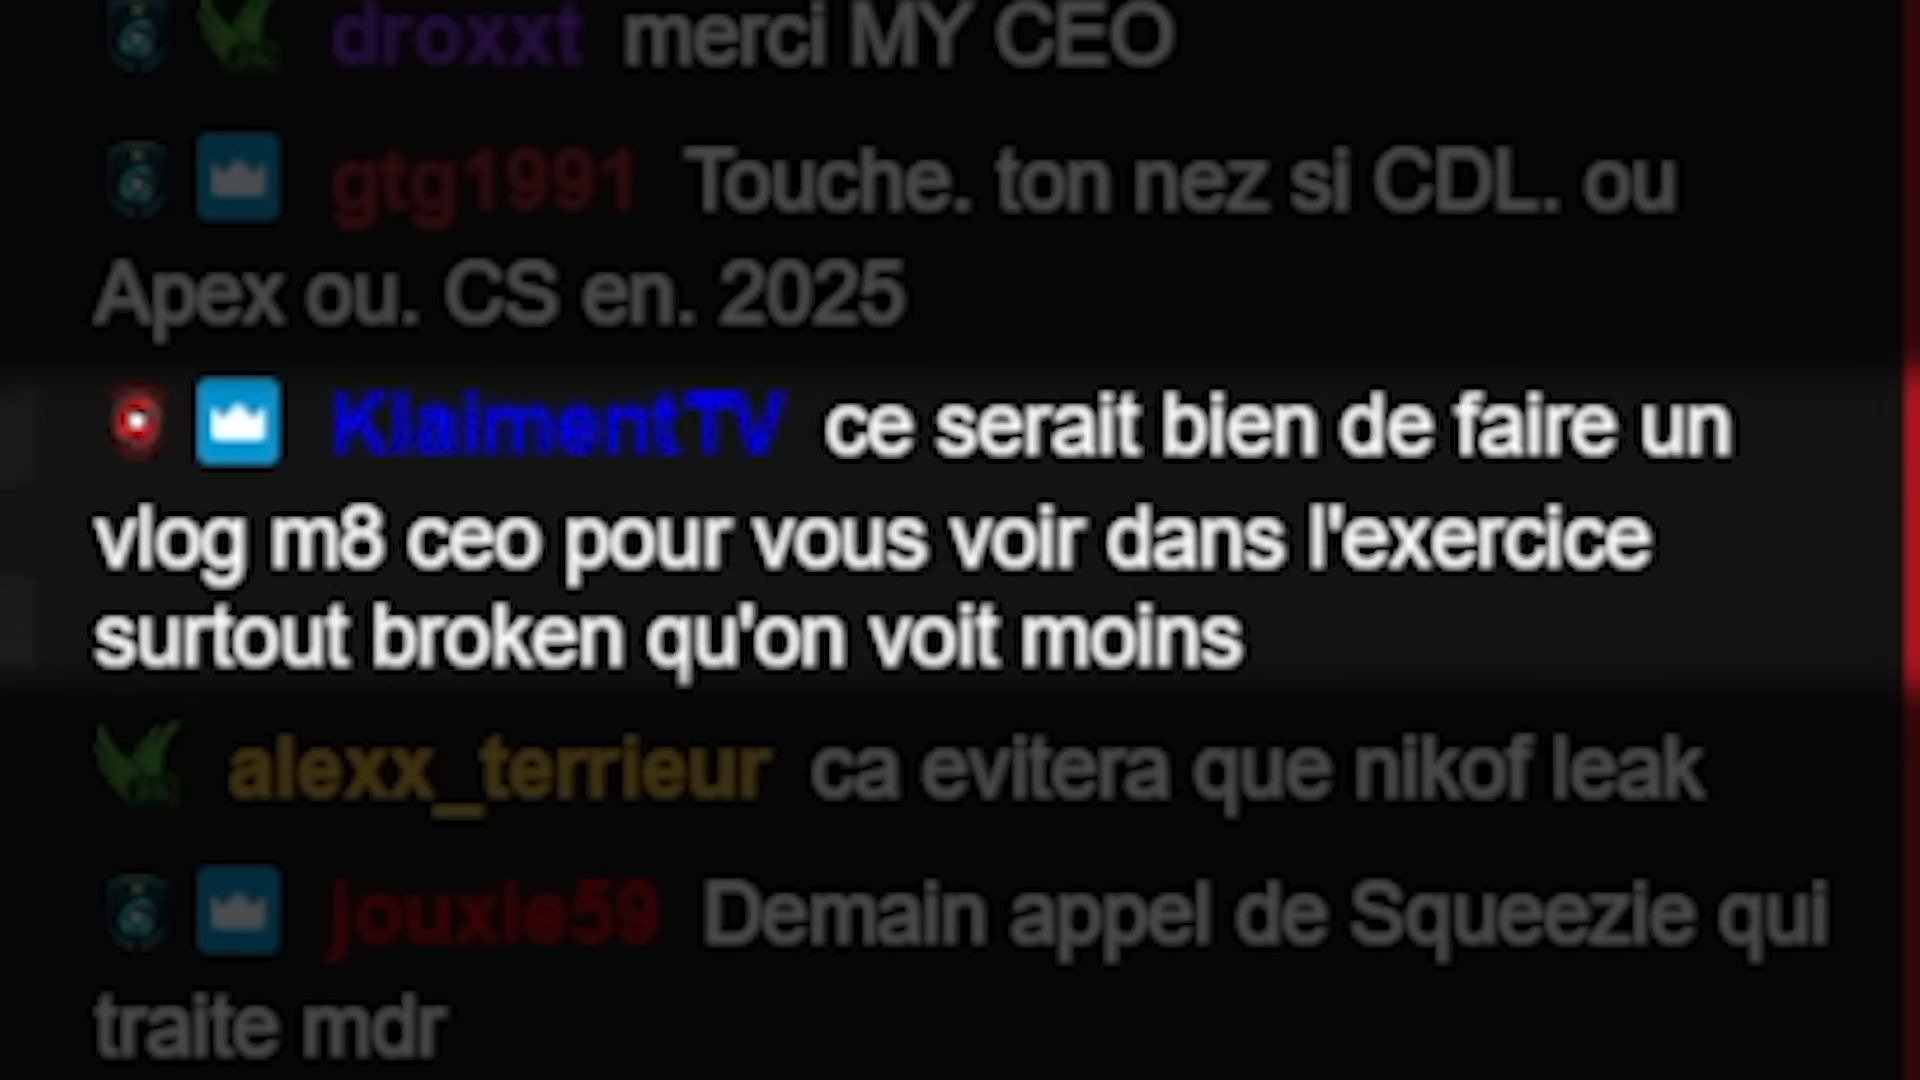 droxxt merci MY CEO
gtg1991 Touche. ton nez si CDL. ou
Apex ou. CS en. 2025
KlaimentTV ce serait bien de faire un
vlog m8 ceo pour vous voir dans l'exercice
surtout broken qu'on voit moins
alexx_terrieur ca evitera que nikof leak
jouxie59 Demain appel de Squeezie qui
traite mdr